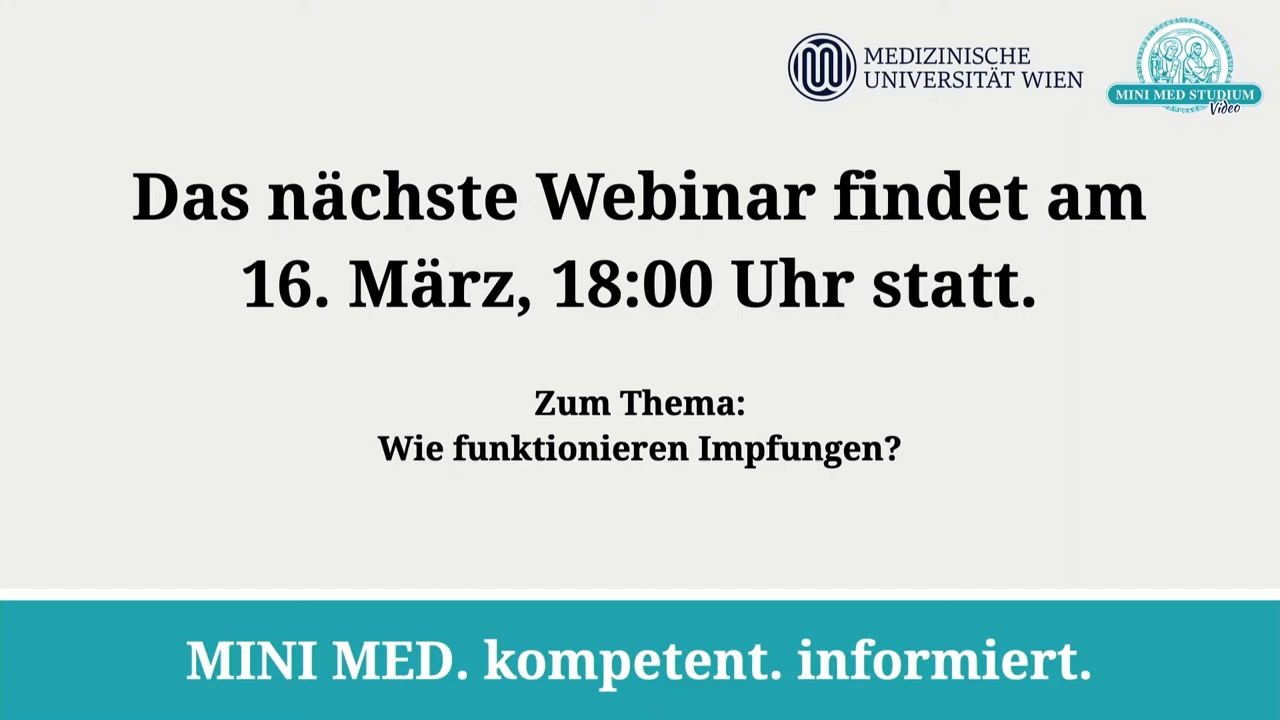 MEDIZINISCHE
UNIVERSITÄT WIEN
MINI MED STUDIUM
Video
Das nächste Webinar findet am
16. März, 18:00 Uhr statt.
Zum Thema:
Wie funktionieren Impfungen?
MINI MED. kompetent. informiert.